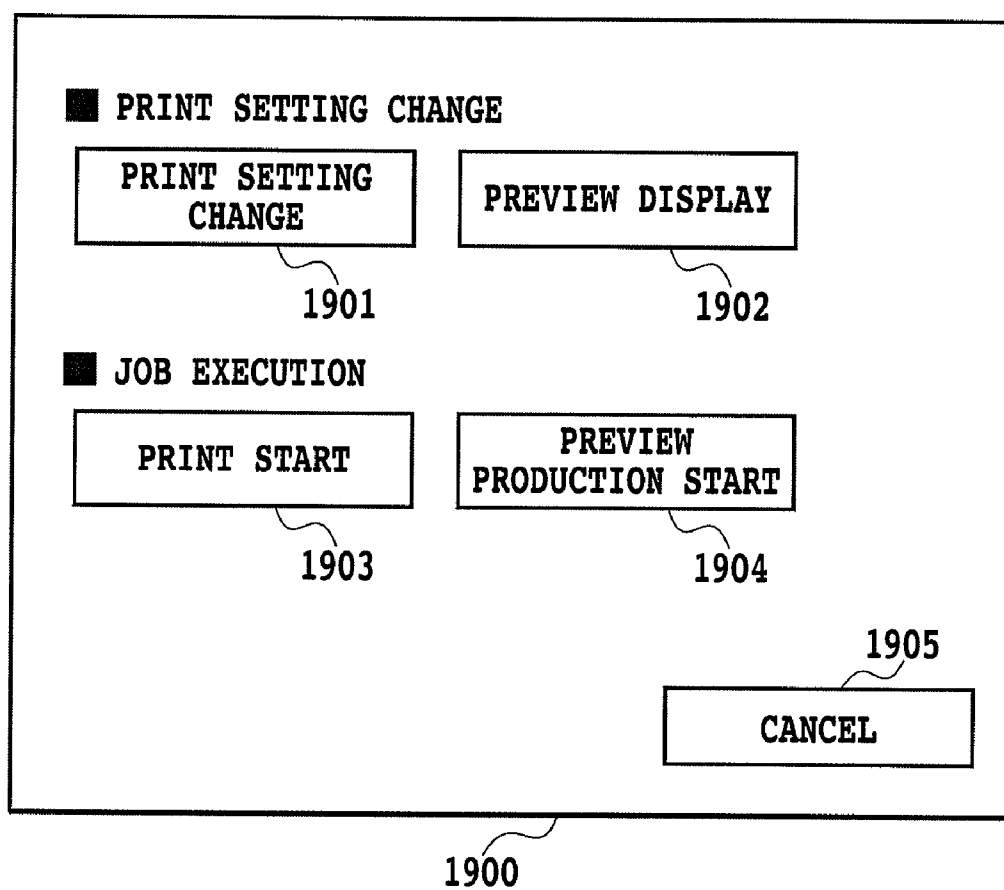 ■ PRINT SETTING CHANGE
PRINT SETTING
CHANGE
PREVIEW DISPLAY
1901
1902
■ JOB EXECUTION
PRINT START
PREVIEW
PRODUCTION START
1903
1904
1905
CANCEL
1900